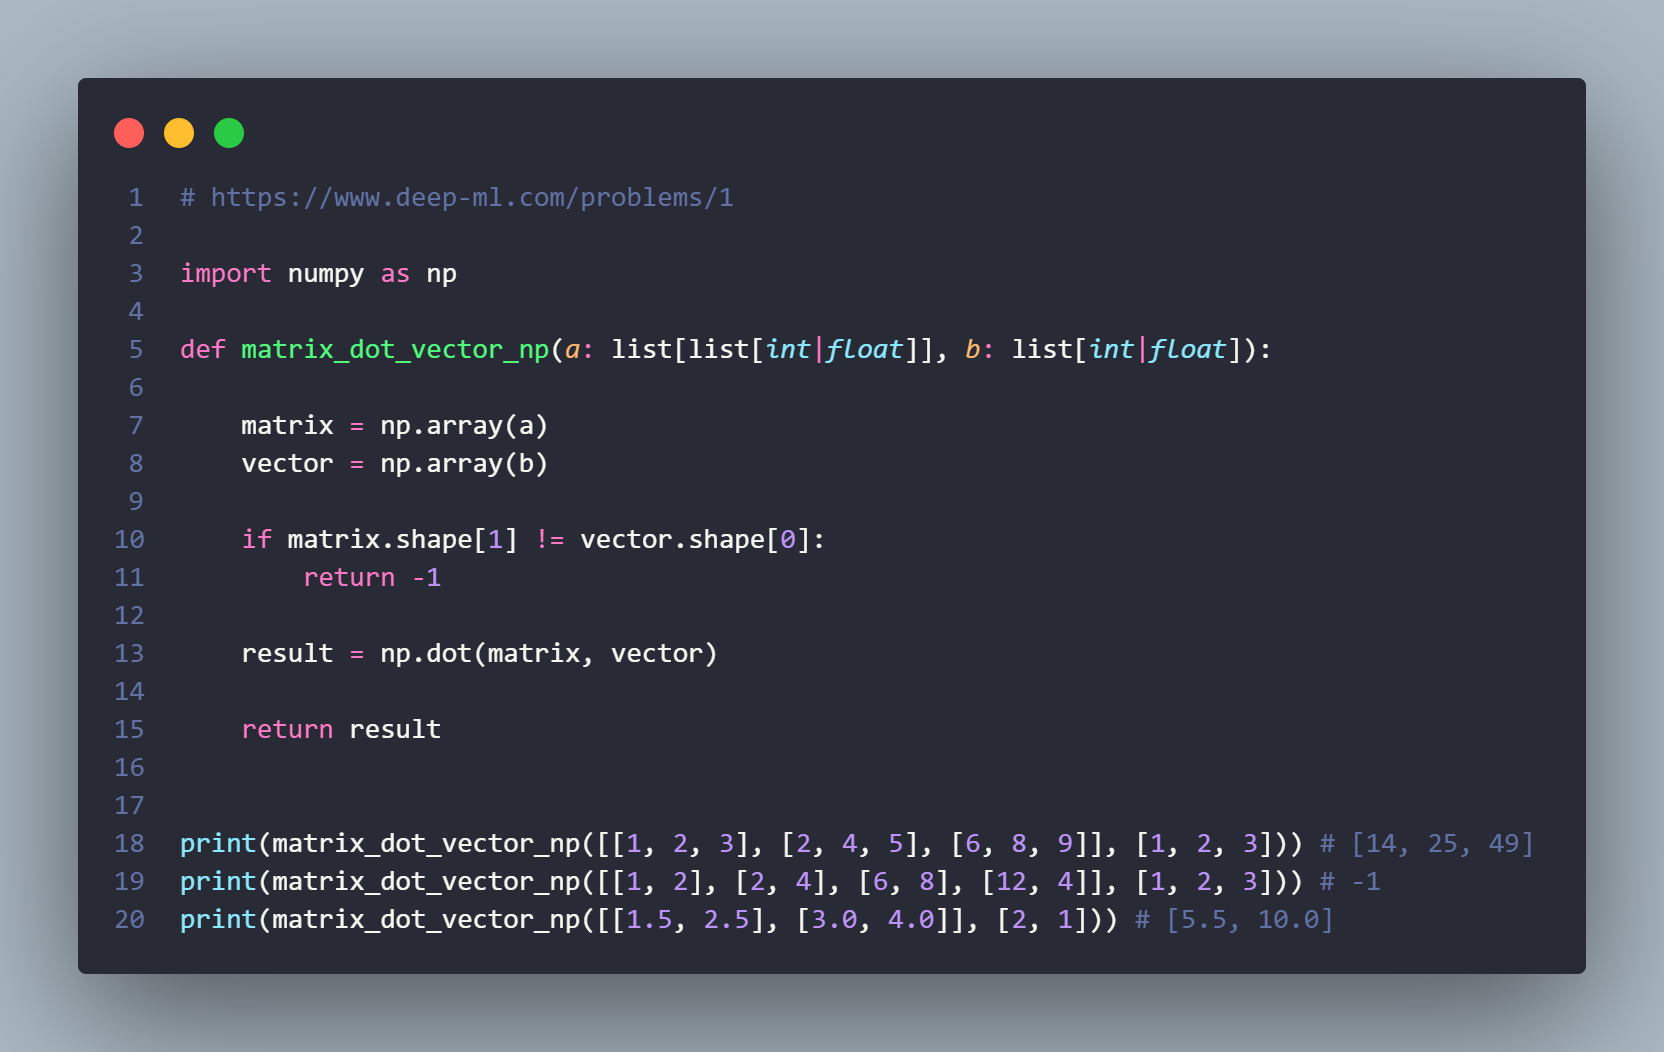 1 # https://www.deep-ml.com/problems/1
2
3 import numpy as np
4
5 def matrix_dot_vector_np(a: list[list[int|float]], b: list[int|float]):
6
7     matrix = np.array(a)
8     vector = np.array(b)
9
10     if matrix.shape[1] != vector.shape[0]:
11         return -1
12
13     result = np.dot(matrix, vector)
14
15     return result
16
17
18 print(matrix_dot_vector_np([[1, 2, 3], [2, 4, 5], [6, 8, 9]], [1, 2, 3])) # [14, 25, 49]
19 print(matrix_dot_vector_np([[1, 2], [2, 4], [6, 8], [12, 4]], [1, 2, 3])) # -1
20 print(matrix_dot_vector_np([[1.5, 2.5], [3.0, 4.0]], [2, 1])) # [5.5, 10.0]